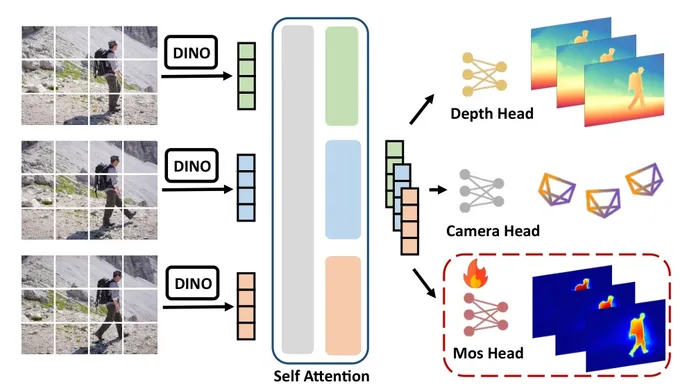 DINO
DINO
DINO
Self Attention
Depth Head
Camera Head
Mos Head